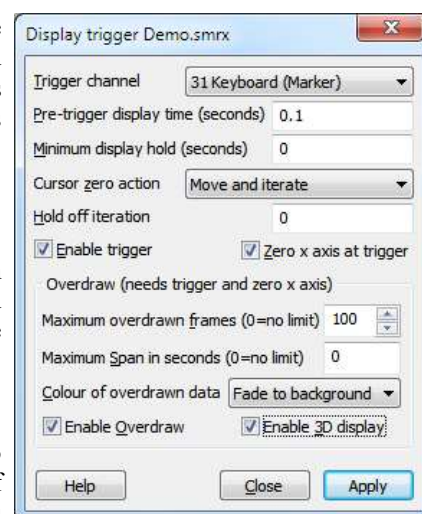 Display trigger Demo.smrx
Trigger channel 31 Keyboard (Marker)
Pre-trigger display time (seconds) 0.1
Minimum display hold (seconds) 0
Cursor zero action Move and iterate
Hold off iteration 0
Enable trigger Zero x axis at trigger
Overdraw (needs trigger and zero x axis)
Maximum overdrawn frames (0=no limit) 100
Maximum Span in seconds (0=no limit) 0
Colour of overdrawn data Fade to background
Enable Overdraw Enable 3D display
Help Close Apply